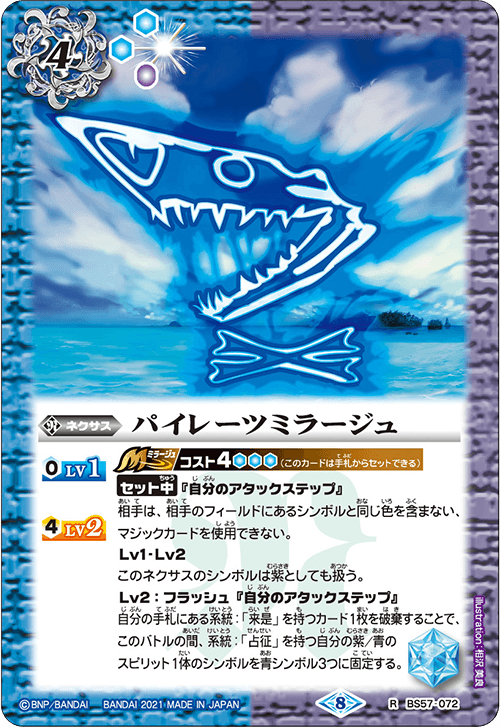 4
ネクサス パイレーツミラージュ
0 LV1
ミラージュ コスト4(このカードは手札からセットできる)
セット中『自分のアタックステップ』
相手は、相手のフィールドにあるシンボルと同じ色を含まない、
マジックカードを使用できない。
4 LV2
Lv1・Lv2
このネクサスのシンボルは紫としても扱う。
Lv2:フラッシュ『自分のアタックステップ』
自分の手札にある系統:「来是」を持つカード1枚を破棄することで、
このバトルの間、系統:「占征」を持つ自分の紫/青の
スピリット1体のシンボルを青シンボル3つに固定する。
illustration:相沢 美良
©BNP/BANDAI BANDAI 2021 MADE IN JAPAN 8 R BS57-072